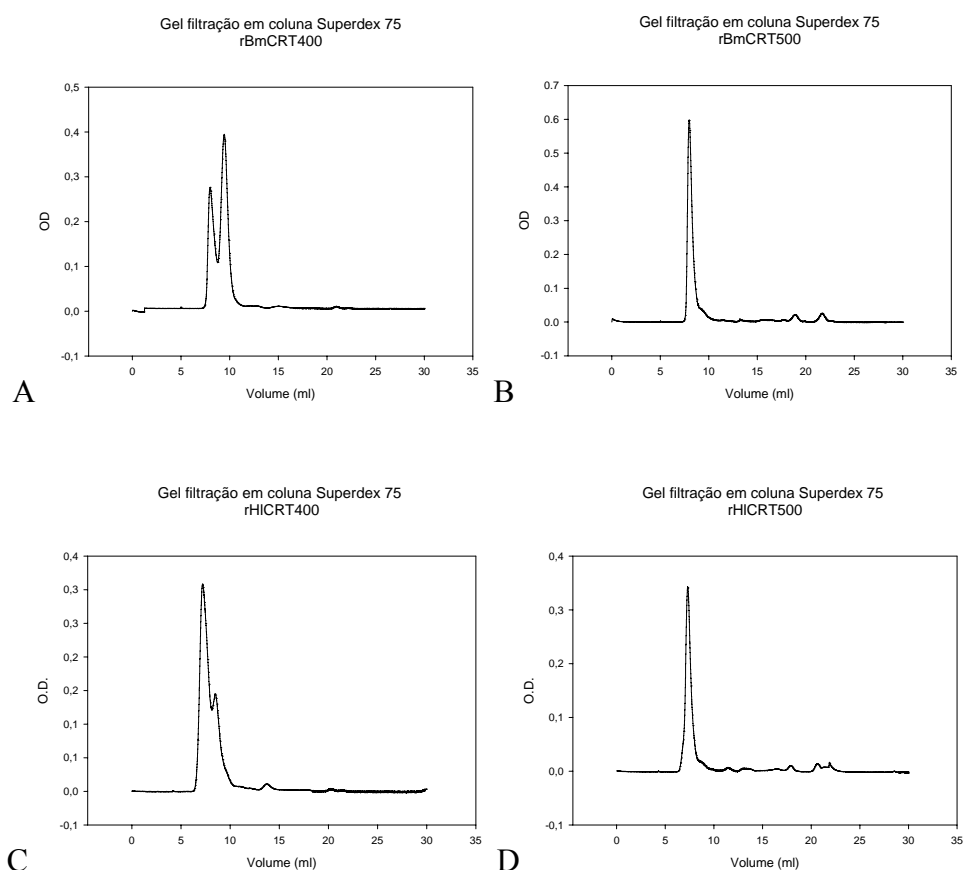 Gel filtração em coluna Superdex 75
rBmCRT400
0,5
0,4
0,3
0,2
0,1
0,0
-0,1
OD
0 5 10 15 20 25 30 35
Volume (ml)
A
Gel filtração em coluna Superdex 75
rBmCRT500
0.7
0.6
0.5
0.4
0.3
0.2
0.1
0.0
-0.1
OD
0 5 10 15 20 25 30 35
Volume (ml)
B
Gel filtração em coluna Superdex 75
rHlCRT400
0,4
0,3
0,3
0,2
0,2
0,1
0,1
0,0
-0,1
O.D.
0 5 10 15 20 25 30 35
Volume (ml)
C
Gel filtração em coluna Superdex 75
rHlCRT500
0,4
0,3
0,2
0,1
0,0
-0,1
O.D.
0 5 10 15 20 25 30 35
Volume (ml)
D